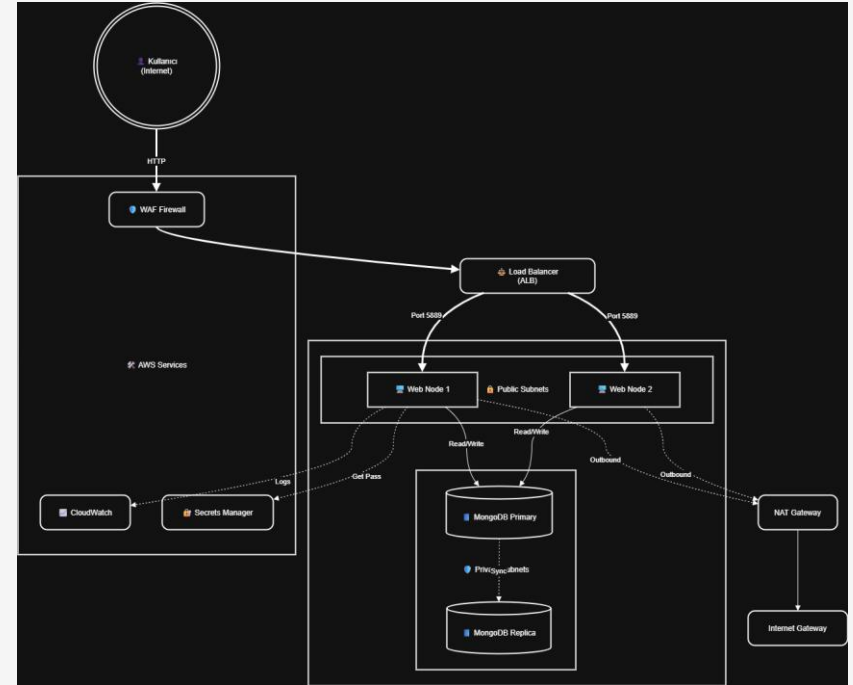 Kullanıcı
(Internet)
HTTP
WAF Firewall
Load Balancer
(ALB)
Port 5889
Port 5889
AWS Services
Web Node 1
Public Subnets
Web Node 2
Read/Write
Read/Write
Outbound
Outbound
Logs
Get Pass
CloudWatch
Secrets Manager
MongoDB Primary
NAT Gateway
Sync
MongoDB Replica
Internet Gateway